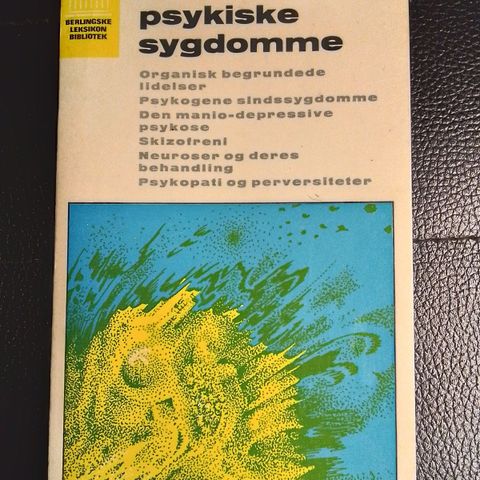 BERLINGSKE
LEKSIKON
BIBLIOTEK
psykiske
sygdomme
Organisk begrundede
lidelser
Psykogene sindssygdomme
Den manio-depressive
psykose
Skizofreni
Neuroser og deres
behandling
Psykopati og perversiteter